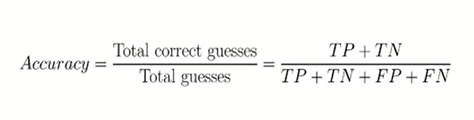 Accuracy = Total correct guesses / Total guesses = TP + TN / TP + TN + FP + FN